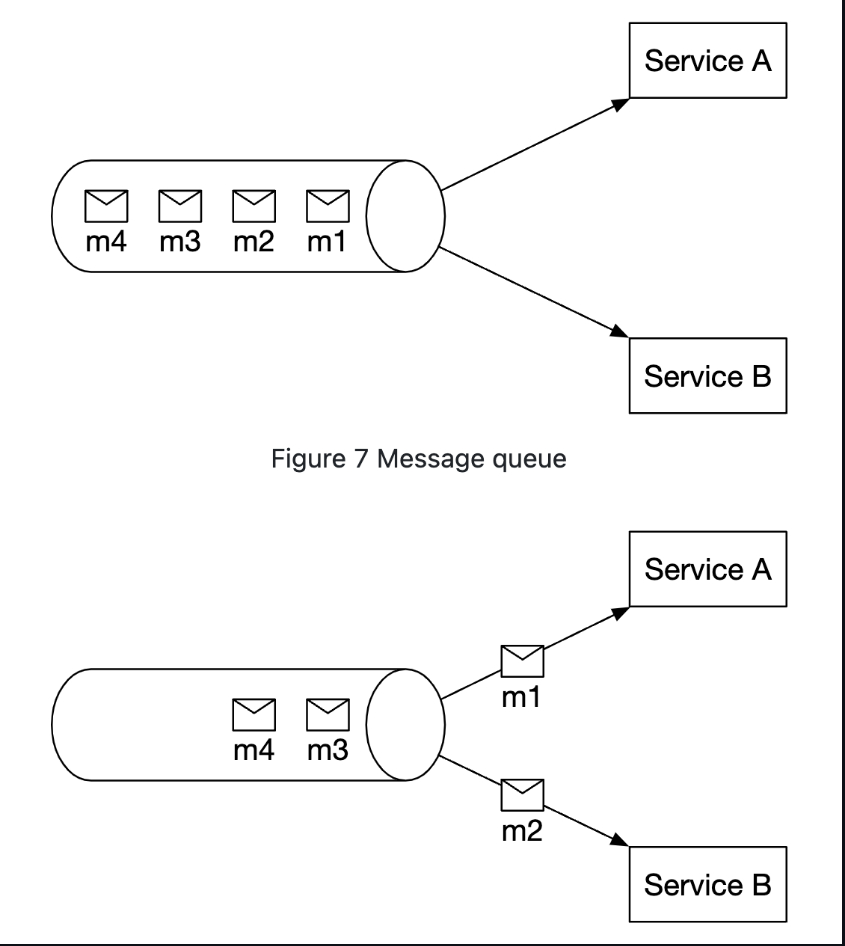 Service A
m4 m3 m2 m1
Service B
Figure 7 Message queue
Service A
m1
m4 m3
m2
Service B